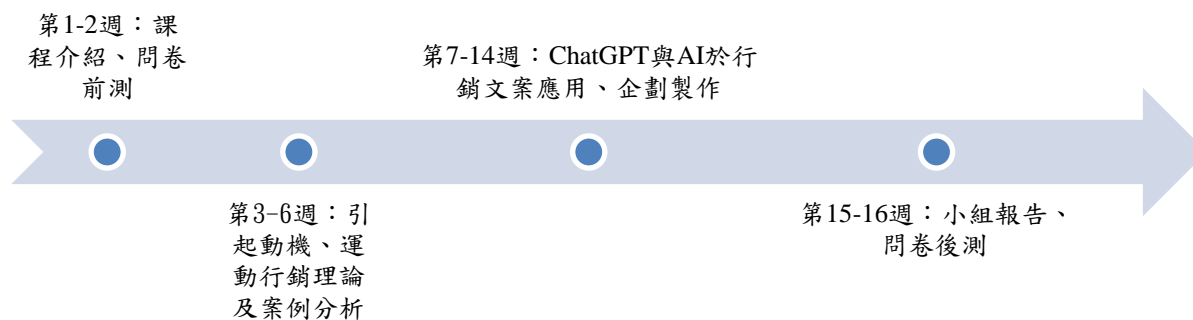 第1-2週：課
程介紹、問卷
前測
第3-6週：引
起動機、運
動行銷理論
及案例分析
第7-14週：ChatGPT與AI於行
銷文案應用、企劃製作
第15-16週：小組報告、
問卷後測